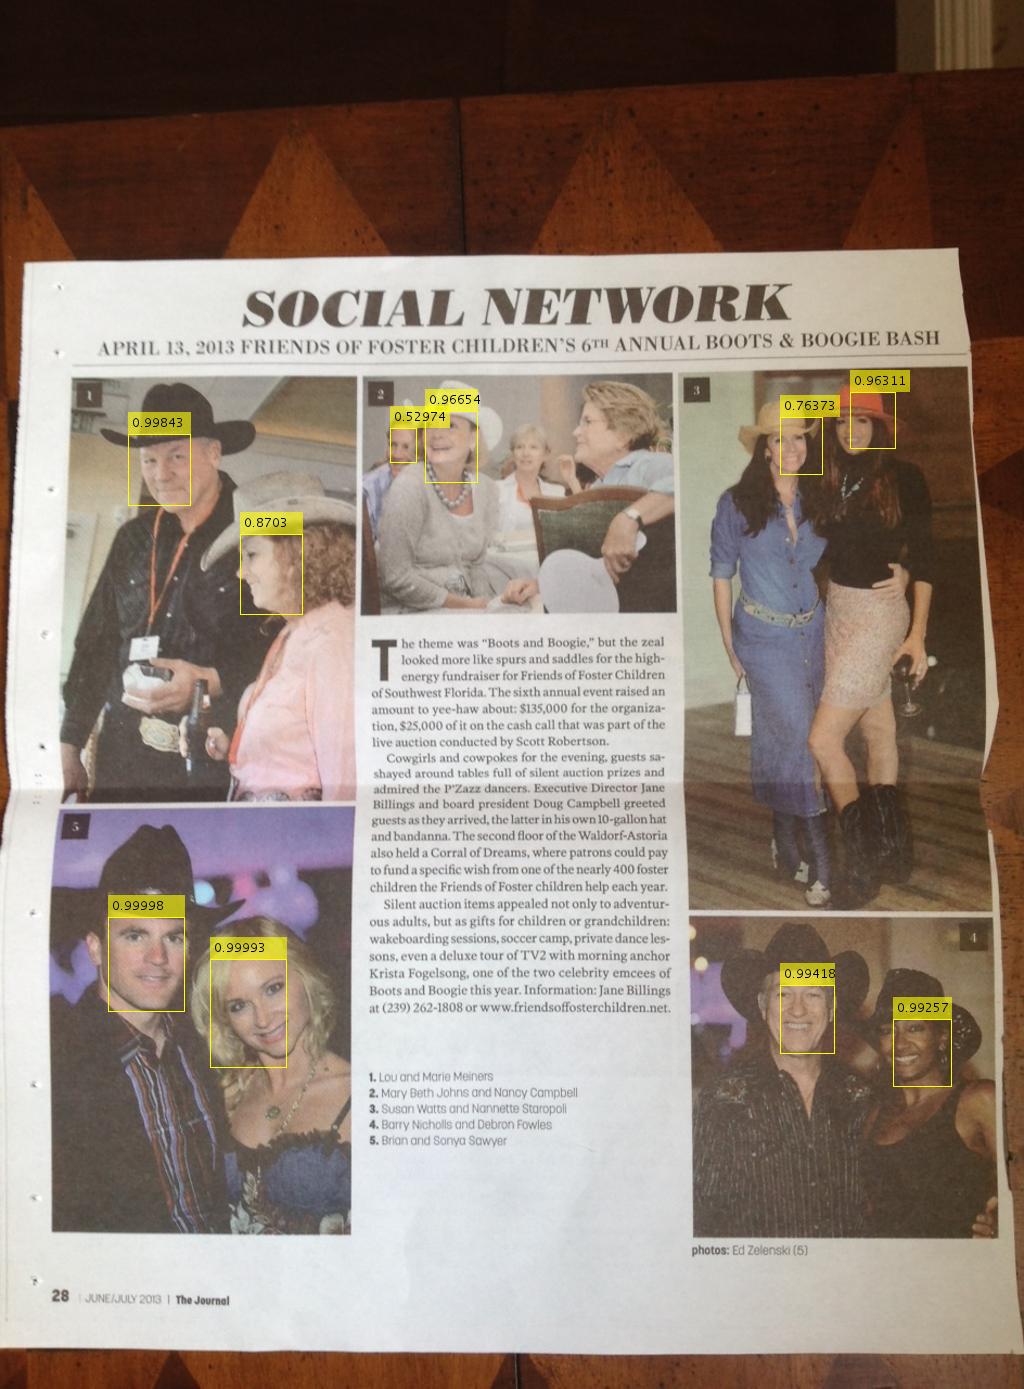 SOCIAL NETWORK
APRIL 13, 2013 FRIENDS OF FOSTER CHILDREN'S 6TH ANNUAL BOOTS & BOOGIE BASH
1
0.99843
0.8703
2
0.52974
0.96654
3
0.76373
0.96311
The theme was "Boots and Boogie," but the zeal
looked more like spurs and saddles for the high-
energy fundraiser for Friends of Foster Children
of Southwest Florida. The sixth annual event raised an
amount to yee-haw about: $135,000 for the organiza-
tion, $25,000 of it on the cash call that was part of the
live auction conducted by Scott Robertson.
Cowgirls and cowpokes for the evening, guests sa-
shayed around tables full of silent auction prizes and
admired the P'Zazz dancers. Executive Director Jane
Billings and board president Doug Campbell greeted
guests as they arrived, the latter in his own 10-gallon hat
and bandanna. The second floor of the Waldorf-Astoria
also held a Corral of Dreams, where patrons could pay
to fund a specific wish from one of the nearly 400 foster
children the Friends of Foster children help each year.
Silent auction items appealed not only to adventur-
ous adults, but as gifts for children or grandchildren:
wakeboarding sessions, soccer camp, private dance les-
sons, even a deluxe tour of TV2 with morning anchor
Krista Fogelsong, one of the two celebrity emcees of
Boots and Boogie this year. Information: Jane Billings
at (239) 262-1808 or www.friendsoffosterchildren.net.
1. Lou and Marie Meiners
2. Mary Beth Johns and Nancy Campbell
3. Susan Watts and Nannette Staropoli
4. Barry Nicholls and Debron Fowles
5. Brian and Sonya Sawyer
5
0.99998
0.99993
4
0.99418
0.99257
photos: Ed Zelenski (5)
28 | JUNE/JULY 2013 | The Journal